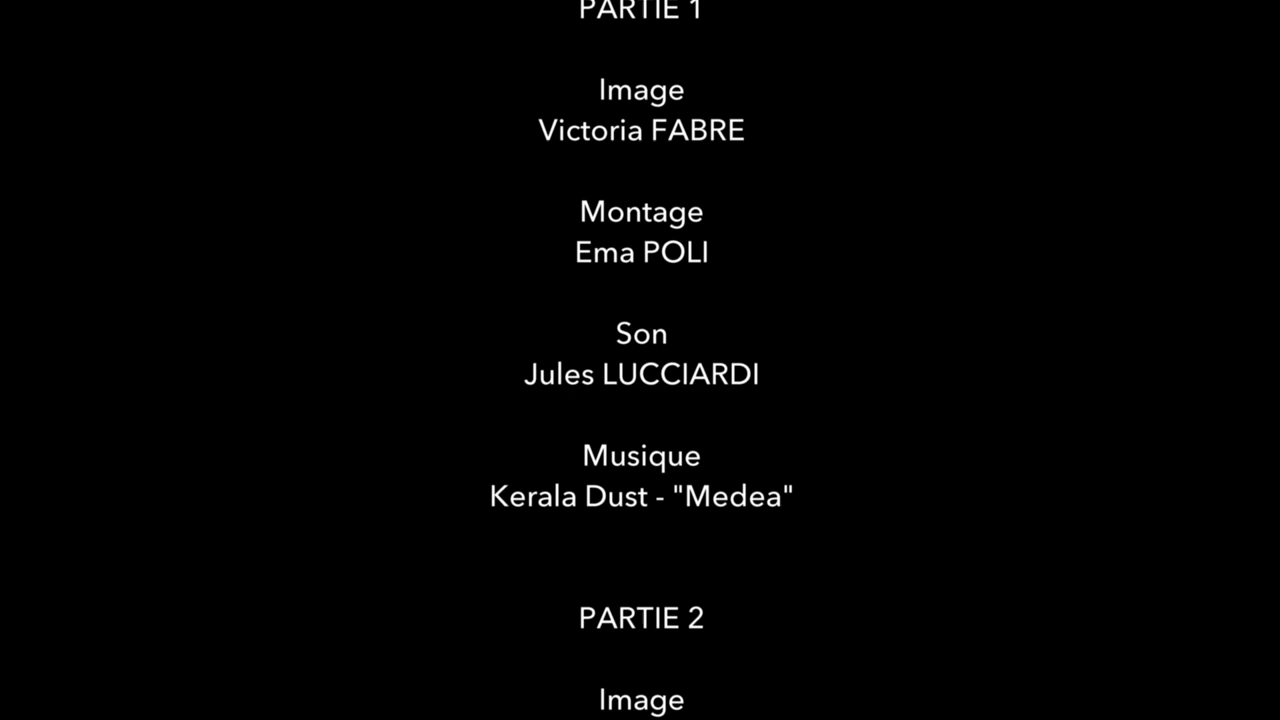 PARTIE 1
Image
Victoria FABRE
Montage
Ema POLI
Son
Jules LUCCIARDI
Musique
Kerala Dust - "Medea"
PARTIE 2
Image